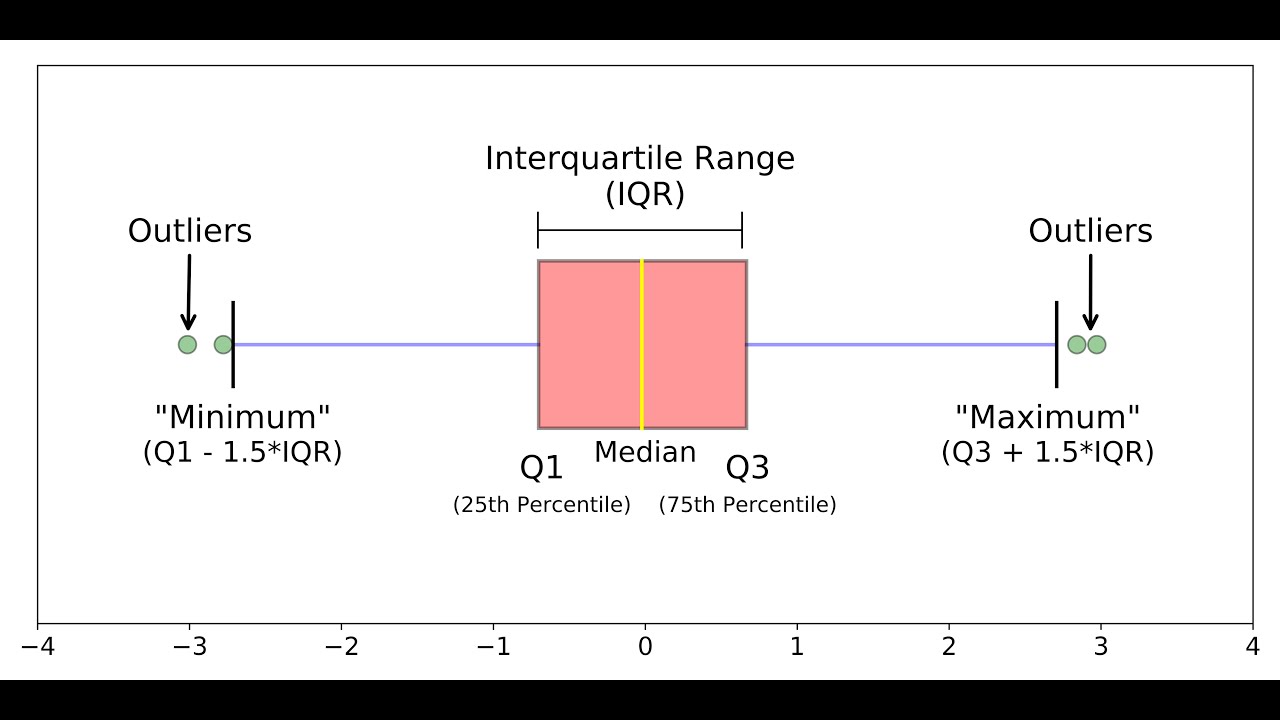 Interquartile Range
(IQR)
Outliers
Outliers
"Minimum"
(Q1 - 1.5*IQR)
"Maximum"
(Q3 + 1.5*IQR)
Median
Q1
Q3
(25th Percentile)
(75th Percentile)
−4 −3 −2 −1 0 1 2 3 4